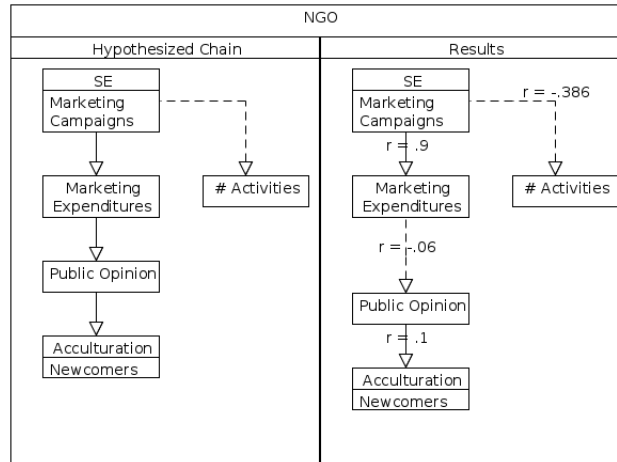 NGO
Hypothesized Chain
SE
Marketing
Campaigns
# Activities
Marketing
Expenditures
Public Opinion
Acculturation
Newcomers
Results
SE
Marketing
Campaigns
r = -.386
r = .9
# Activities
Marketing
Expenditures
r = -.06
Public Opinion
r = .1
Acculturation
Newcomers